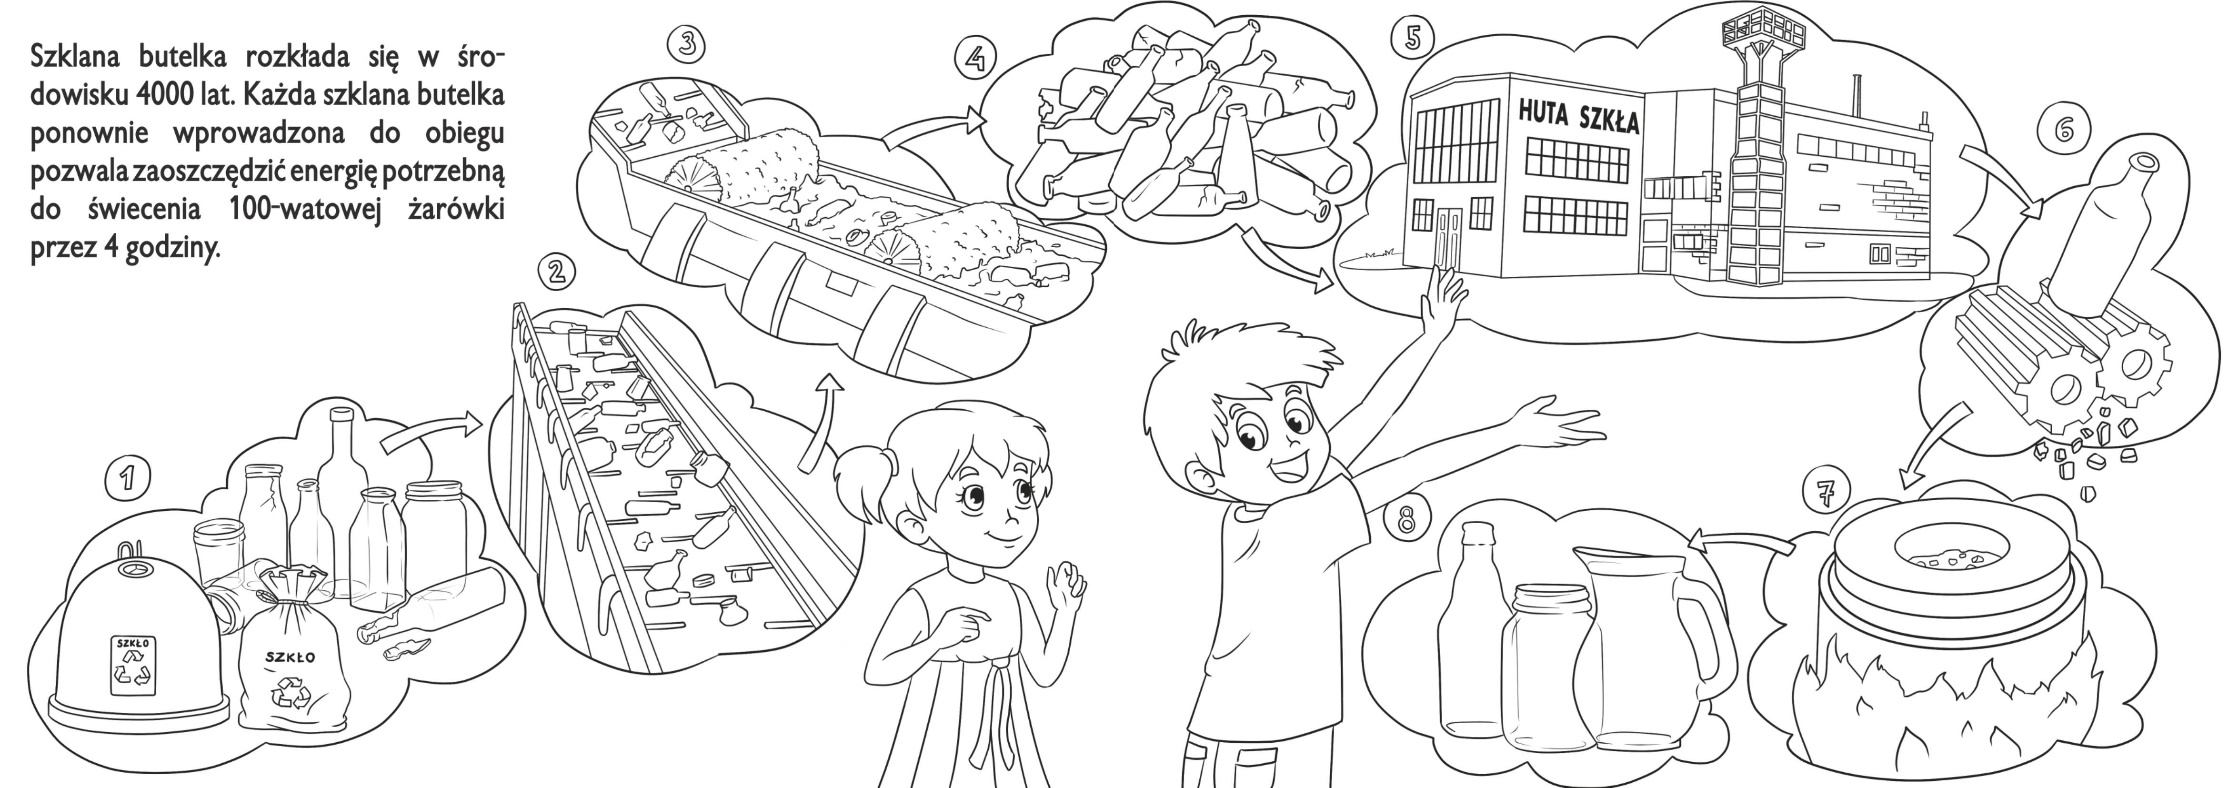 Szklana butelka rozkłada się w śro-
dowisku 4000 lat. Każda szklana butelka
ponownie wprowadzona do obiegu
pozwala zaoszczędzić energię potrzebną
do świecenia 100-watowej żarówki
przez 4 godziny.
1
SZKŁO
SZKŁO
2
3
4
5
HUTA SZKŁA
6
7
8